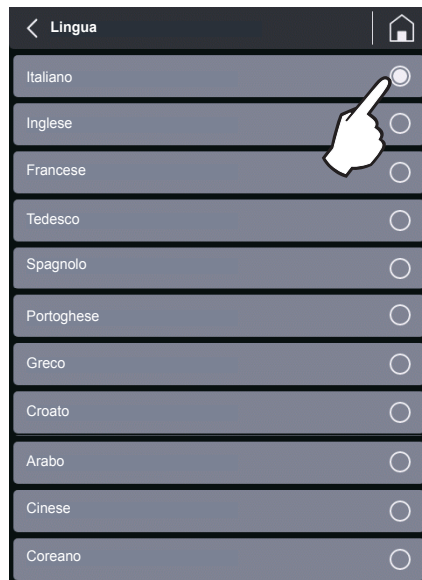 Lingua
Italiano
Inglese
Francese
Tedesco
Spagnolo
Portoghese
Greco
Croato
Arabo
Cinese
Coreano